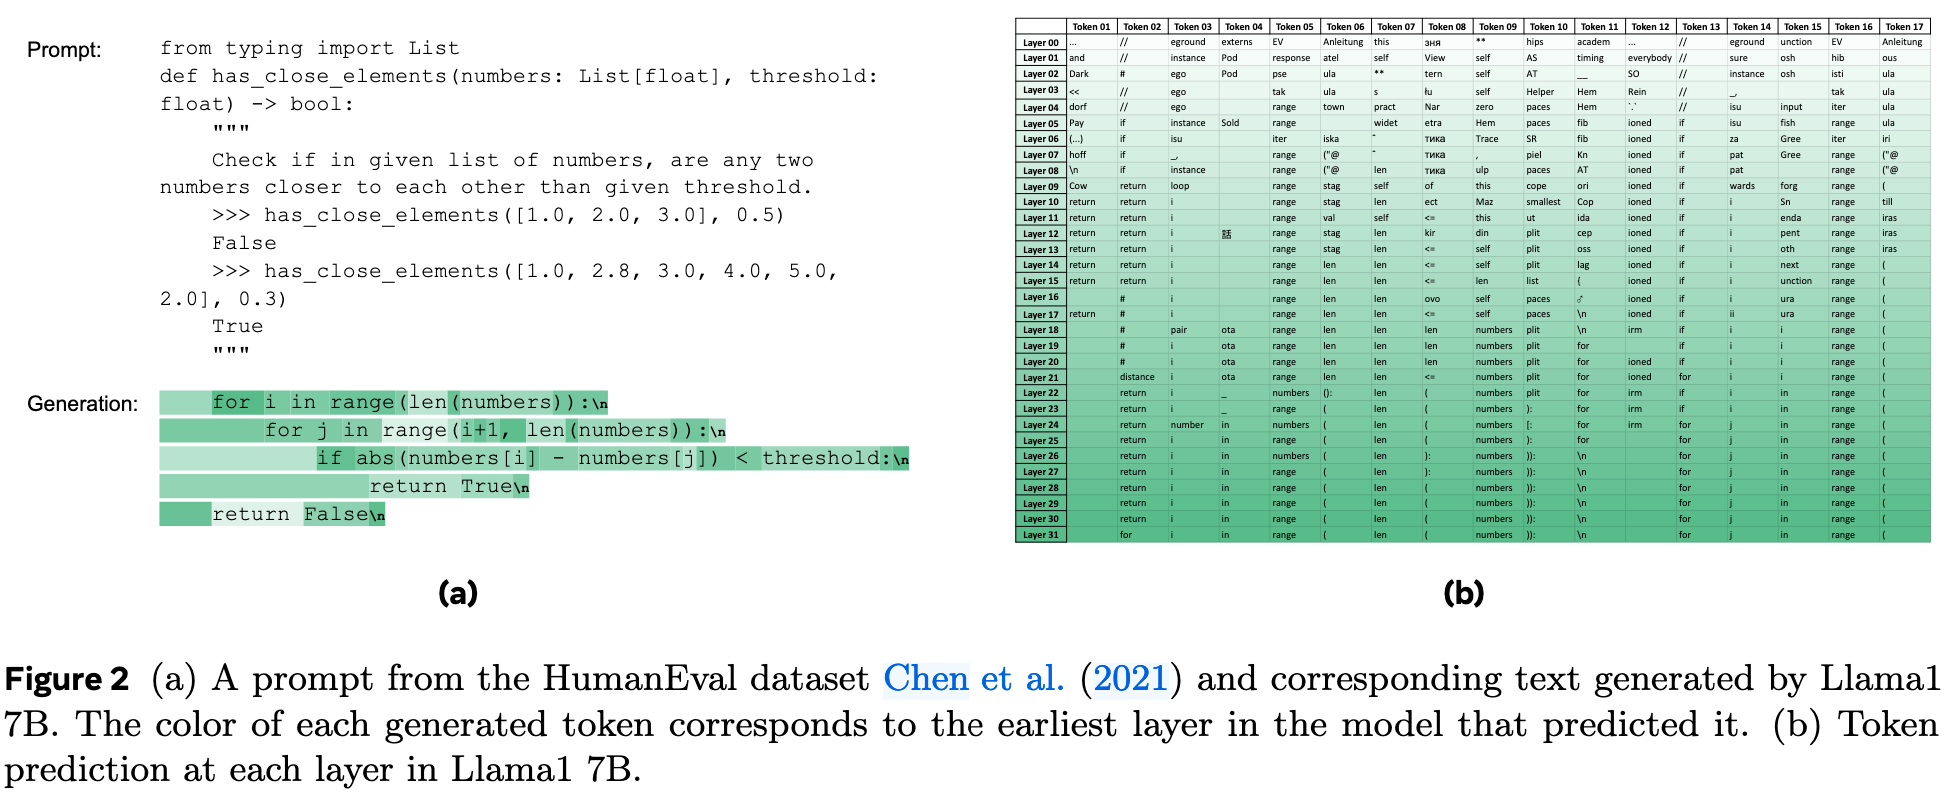 Prompt:
from typing import List
def has_close_elements(numbers: List[float], threshold:
float) -> bool:
"""
Check if in given list of numbers, are any two
numbers closer to each other than given threshold.
>>> has_close_elements([1.0, 2.0, 3.0], 0.5)
False
>>> has_close_elements([1.0, 2.8, 3.0, 4.0, 5.0,
2.0], 0.3)
True
"""
Generation:
for i in range(len(numbers)):\n
for j in range(i+1, len(numbers)):\n
if abs(numbers[i] - numbers[j]) < threshold:\n
return True\n
return False\n
(a)
Token 01 Token 02 Token 03 Token 04 Token 05 Token 06 Token 07 Token 08 Token 09 Token 10 Token 11 Token 12 Token 13 Token 14 Token 15 Token 16 Token 17
Layer 00 ... // eground externs EV Anleitung this зня ** hips academ ... // eground unction EV Anleitung
Layer 01 and // instance Pod response atel self View self AS timing everybody // sure osh hib ous
Layer 02 Dark # ego Pod pse ula ** tern self AT __ SO // instance osh isti ula
Layer 03 << // ego tak ula s łu self Helper Hem Rein // _, tak ula
Layer 04 dorf // ego range town pract Nar zero paces Hem `.` // isu input iter ula
Layer 05 Pay if instance Sold range widet etra Hem paces fib ioned if isu fish range ula
Layer 06 (...) if isu iter iska ˆ тика Trace SR fib ioned if za Gree iter iri
Layer 07 hoff if _, range ("@ ˆ тика , piel Kn ioned if pat Gree range ("@
Layer 08 \n if instance range ("@ len тика ulp paces AT ioned if pat range ("@
Layer 09 Cow return loop range stag self of this cope ori ioned if wards forg range (
Layer 10 return return i range stag len ect Maz smallest Cop ioned if i Sn range till
Layer 11 return return i range val self <= this ut ida ioned if i enda range iras
Layer 12 return return i 話 range stag len kir din plit cep ioned if i pent range iras
Layer 13 return return i range stag len <= self plit oss ioned if i oth range iras
Layer 14 return return i range len len <= self plit lag ioned if i next range (
Layer 15 return return i range len len <= len list { ioned if i unction range (
Layer 16 # i range len len ovo self paces ♂ ioned if i ura range (
Layer 17 return # i range len len <= self paces \n ioned if ii ura range (
Layer 18 # pair ota range len len len numbers plit \n irm if i i range (
Layer 19 # i ota range len len len numbers plit for if i i range (
Layer 20 # i ota range len len len numbers plit for ioned if i i range (
Layer 21 distance i ota range len len <= numbers plit for ioned for i i range (
Layer 22 return i _ numbers (): len ( numbers plit for irm if i in range (
Layer 23 return i _ range ( len ( numbers ): for irm if i in range (
Layer 24 return number in numbers ( len ( numbers [: for irm for j in range (
Layer 25 return i in range ( len ( numbers ): for for j in range (
Layer 26 return i in numbers ( len ): numbers )): \n for j in range (
Layer 27 return i in range ( len ): numbers )): \n for j in range (
Layer 28 return i in range ( len ( numbers )): \n for j in range (
Layer 29 return i in range ( len ( numbers )): \n for j in range (
Layer 30 return i in range ( len ( numbers )): \n for j in range (
Layer 31 for i in range ( len ( numbers )): \n for j in range (
(b)
Figure 2 (a) A prompt from the HumanEval dataset Chen et al. (2021) and corresponding text generated by Llama1
7B. The color of each generated token corresponds to the earliest layer in the model that predicted it. (b) Token
prediction at each layer in Llama1 7B.